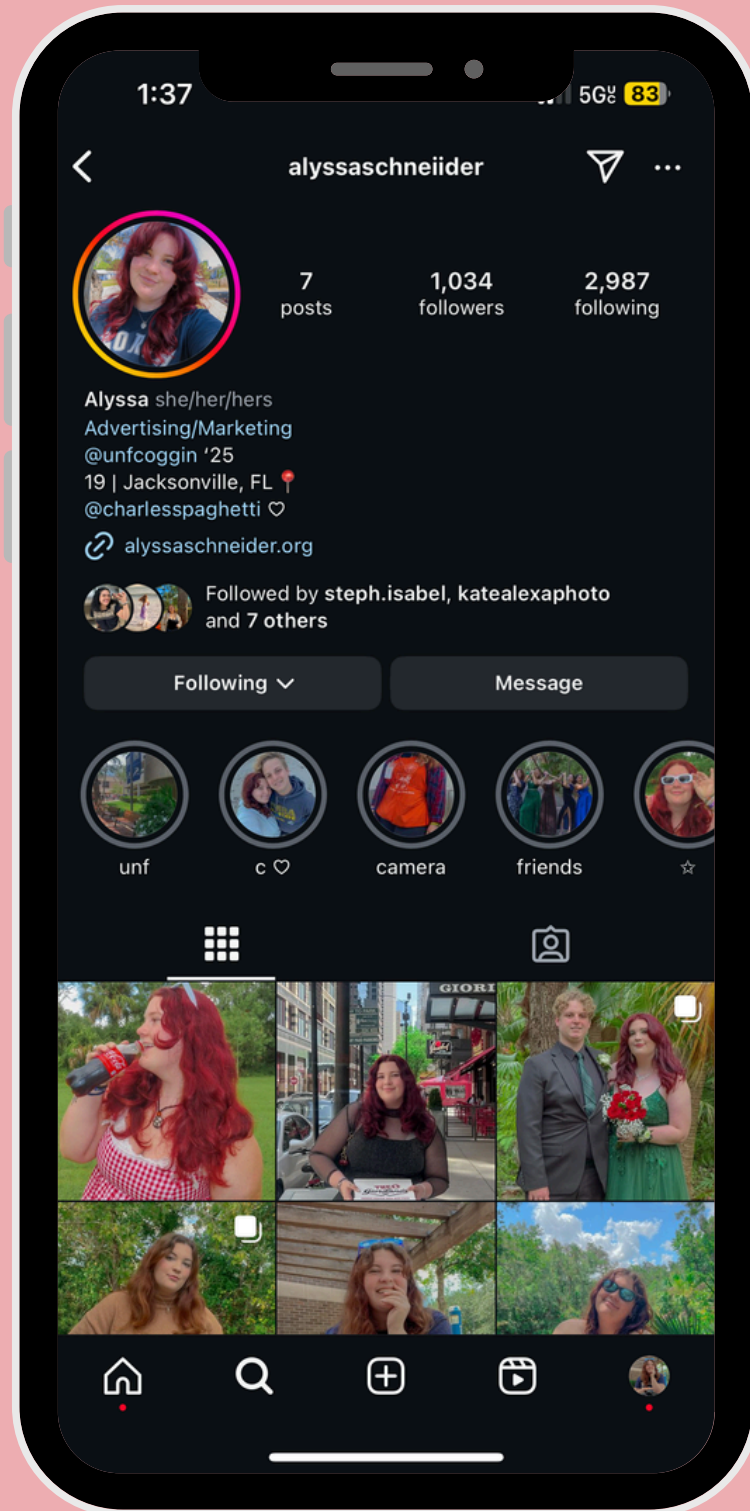 1:37
5G
83
alyssaschneiider
7
posts
1,034
followers
2,987
following
Alyssa she/her/hers
Advertising/Marketing
@unfcoggin ‘25
19 | Jacksonville, FL 📍
@charlesspaghetti ♡
alyssaschneider.org
Followed by steph.isabel, katealexaphoto
and 7 others
Following
Message
unf
c ♡
camera
friends
☆
GIORD
Giordano's